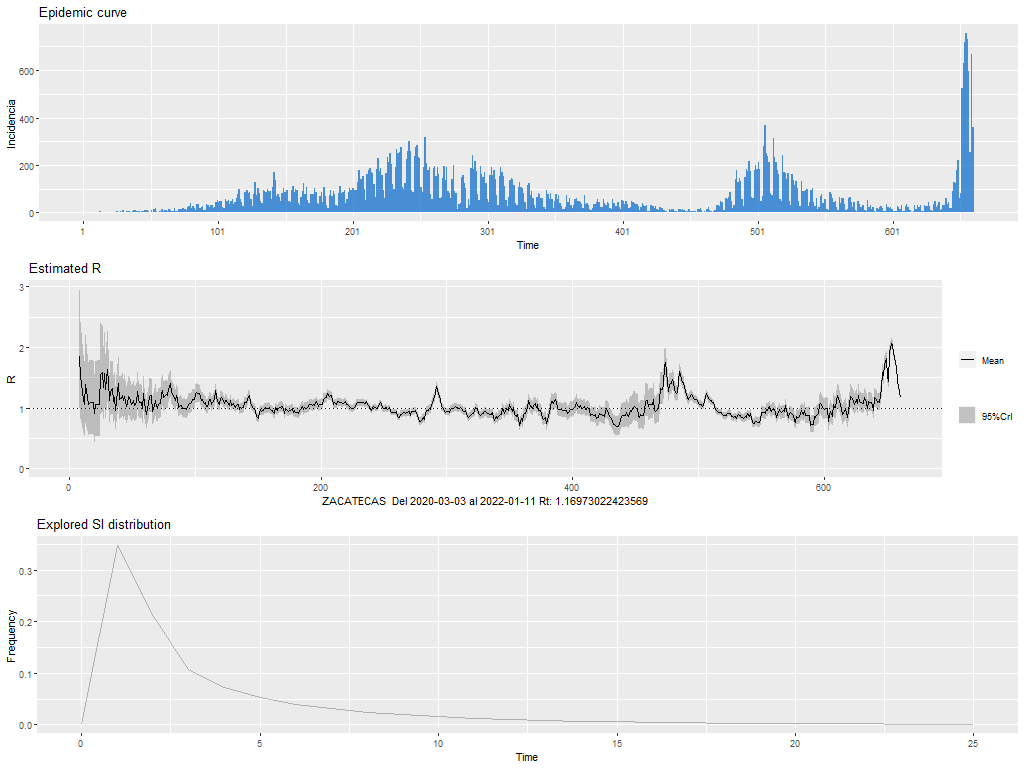 Epidemic curve
600
400
200
0
Incidencia
1 101 201 301 401 501 601
Time
Estimated R
3
2
1
0
R
Mean
95%CrI
0 200 400 600
ZACATECAS Del 2020-03-03 al 2022-01-11 Rt: 1.16973022423569
Explored SI distribution
0.3
0.2
0.1
0.0
Frequency
0 5 10 15 20 25
Time